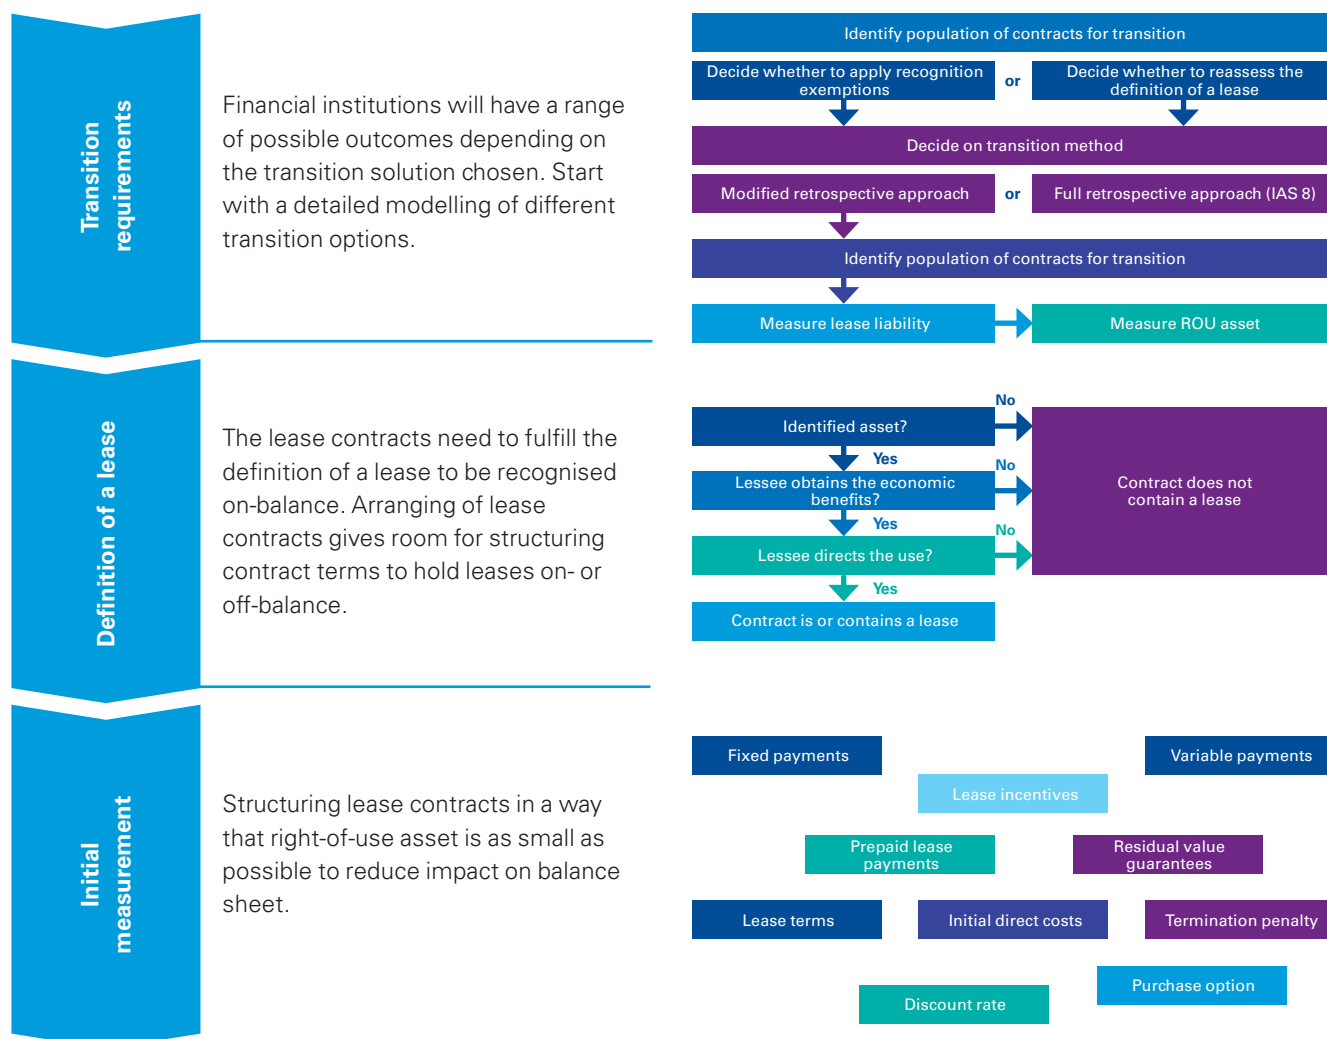 Transition
requirements
Financial institutions will have a range
of possible outcomes depending on
the transition solution chosen. Start
with a detailed modelling of different
transition options.
Identify population of contracts for transition
Decide whether to apply recognition
exemptions
or
Decide whether to reassess the
definition of a lease
Decide on transition method
Modified retrospective approach
or
Full retrospective approach (IAS 8)
Identify population of contracts for transition
Measure lease liability
Measure ROU asset
Definition of a lease
The lease contracts need to fulfill the
definition of a lease to be recognised
on-balance. Arranging of lease
contracts gives room for structuring
contract terms to hold leases on- or
off-balance.
Identified asset?
No
Yes
Lessee obtains the economic
benefits?
No
Yes
Lessee directs the use?
No
Yes
Contract is or contains a lease
Contract does not
contain a lease
Initial
measurement
Structuring lease contracts in a way
that right-of-use asset is as small as
possible to reduce impact on balance
sheet.
Fixed payments
Variable payments
Lease incentives
Prepaid lease
payments
Residual value
guarantees
Lease terms
Initial direct costs
Termination penalty
Purchase option
Discount rate